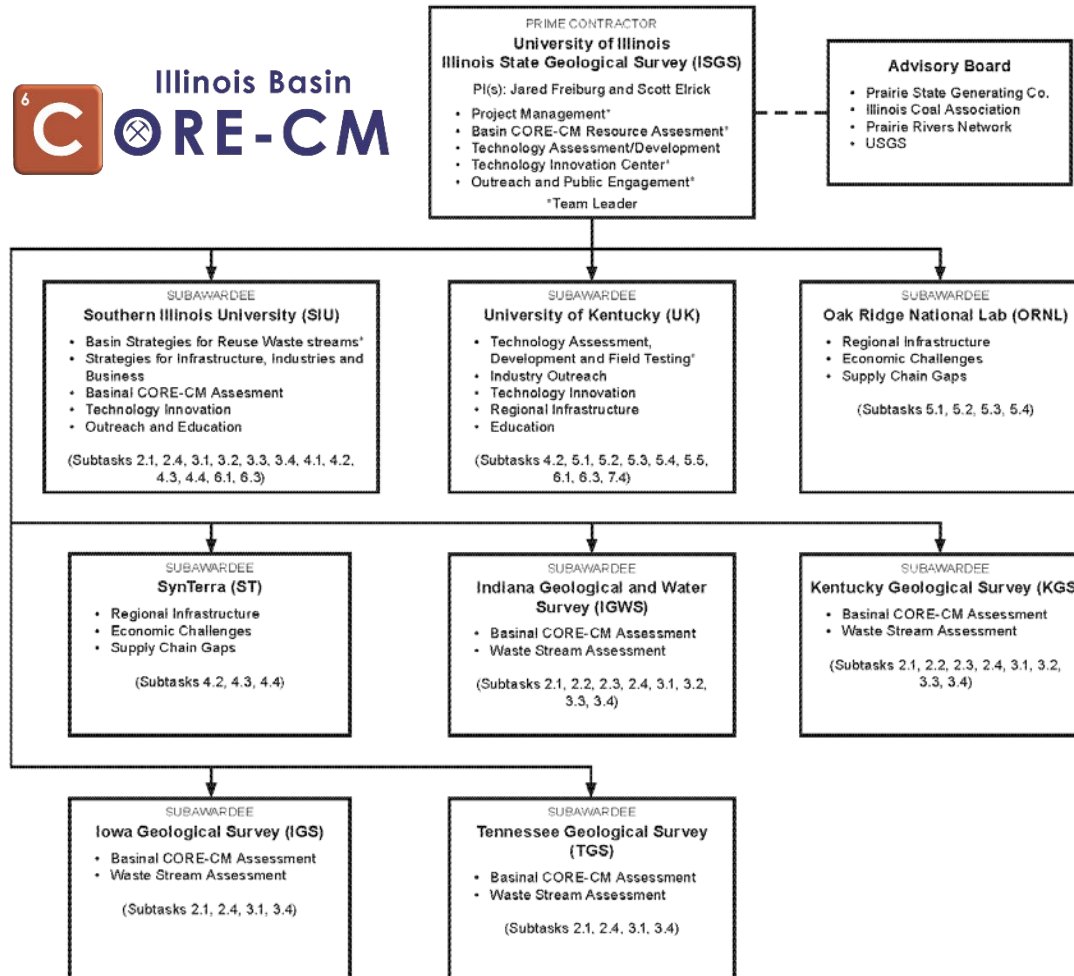 Illinois Basin
6
CORE-CM
PRIME CONTRACTOR
University of Illinois
Illinois State Geological Survey (ISGS)
PI(s): Jared Freiburg and Scott Elrick
• Project Management*
• Basin CORE-CM Resource Assesment*
• Technology Assessment/Development
• Technology Innovation Center*
• Outreach and Public Engagement*
*Team Leader
Advisory Board
• Prairie State Generating Co.
• Illinois Coal Association
• Prairie Rivers Network
• USGS
SUBAWARDEE
Southern Illinois University (SIU)
• Basin Strategies for Reuse Waste streams*
• Strategies for Infrastructure, Industries and
Business
• Basinal CORE-CM Assesment
• Technology Innovation
• Outreach and Education
(Subtasks 2.1, 2.4, 3.1, 3.2, 3.3, 3.4, 4.1, 4.2,
4.3, 4.4, 6.1, 6.3)
SUBAWARDEE
University of Kentucky (UK)
• Technology Assessment,
Development and Field Testing*
• Industry Outreach
• Technology Innovation
• Regional Infrastructure
• Education
(Subtasks 4.2, 5.1, 5.2, 5.3, 5.4, 5.5,
6.1, 6.3, 7.4)
SUBAWARDEE
Oak Ridge National Lab (ORNL)
• Regional Infrastructure
• Economic Challenges
• Supply Chain Gaps
(Subtasks 5.1, 5.2, 5.3, 5.4)
SUBAWARDEE
SynTerra (ST)
• Regional Infrastructure
• Economic Challenges
• Supply Chain Gaps
(Subtasks 4.2, 4.3, 4.4)
SUBAWARDEE
Indiana Geological and Water
Survey (IGWS)
• Basinal CORE-CM Assessment
• Waste Stream Assessment
(Subtasks 2.1, 2.2, 2.3, 2.4, 3.1, 3.2,
3.3, 3.4)
SUBAWARDEE
Kentucky Geological Survey (KGS
• Basinal CORE-CM Assessment
• Waste Stream Assessment
(Subtasks 2.1, 2.2, 2.3, 2.4, 3.1, 3.2,
3.3, 3.4)
SUBAWARDEE
Iowa Geological Survey (IGS)
• Basinal CORE-CM Assessment
• Waste Stream Assessment
(Subtasks 2.1, 2.4, 3.1, 3.4)
SUBAWARDEE
Tennessee Geological Survey
(TGS)
• Basinal CORE-CM Assessment
• Waste Stream Assessment
(Subtasks 2.1, 2.4, 3.1, 3.4)